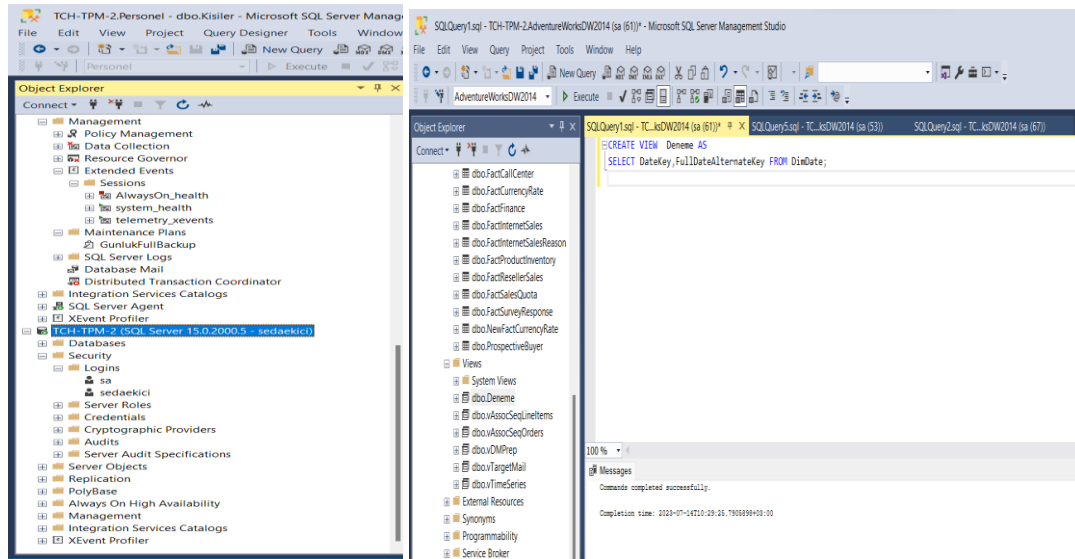 TCH-TPM-2.Personel - dbo.Kisiler - Microsoft SQL Server Manag
File Edit View Project Query Designer Tools Window
New Query
Personel Execute
Object Explorer
Connect
Management
Policy Management
Data Collection
Resource Governor
Extended Events
Sessions
AlwaysOn_health
system_health
telemetry_xevents
Maintenance Plans
GunlukFullBackup
SQL Server Logs
Database Mail
Distributed Transaction Coordinator
Integration Services Catalogs
SQL Server Agent
XEvent Profiler
TCH-TPM-2 (SQL Server 15.0.2000.5 - sedaekici)
Databases
Security
Logins
sa
sedaekici
Server Roles
Credentials
Cryptographic Providers
Audits
Server Audit Specifications
Server Objects
Replication
PolyBase
Always On High Availability
Management
Integration Services Catalogs
XEvent Profiler
SQLQuery1.sql - TCH-TPM-2.AdventureWorksDW2014 (sa (61))* - Microsoft SQL Server Management Studio
File Edit View Query Project Tools Window Help
New Query
AdventureWorksDW2014 Execute
Object Explorer
Connect
dbo.FactCallCenter
dbo.FactCurrencyRate
dbo.FactFinance
dbo.FactInternetSales
dbo.FactInternetSalesReason
dbo.FactProductInventory
dbo.FactResellerSales
dbo.FactSalesQuota
dbo.FactSurveyResponse
dbo.NewFactCurrencyRate
dbo.ProspectiveBuyer
Views
System Views
dbo.Deneme
dbo.vAssocSeqLineItems
dbo.vAssocSeqOrders
dbo.vDMPrep
dbo.vTargetMail
dbo.vTimeSeries
External Resources
Synonyms
Programmability
Service Broker
SQLQuery1.sql - TC...ksDW2014 (sa (61))* SQLQuery5.sql - TC...ksDW2014 (sa (53)) SQLQuery2.sql - TC...ksDW2014 (sa (67))
CREATE VIEW Deneme AS
SELECT DateKey,FullDateAlternateKey FROM DimDate;
100 %
Messages
Commands completed successfully.
Completion time: 2023-07-14T10:29:25.7905898+03:00